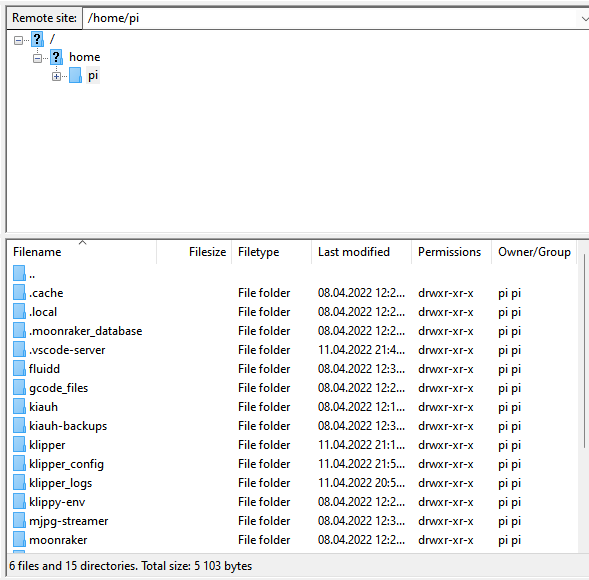 Remote site: /home/pi
/
home
pi
Filename Filesize Filetype Last modified Permissions Owner/Group
..
.cache File folder 08.04.2022 12:2... drwxr-xr-x pi pi
.local File folder 08.04.2022 12:2... drwxr-xr-x pi pi
.moonraker_database File folder 08.04.2022 12:2... drwxr-xr-x pi pi
.vscode-server File folder 11.04.2022 21:4... drwxr-xr-x pi pi
fluidd File folder 08.04.2022 12:3... drwxr-xr-x pi pi
gcode_files File folder 08.04.2022 12:2... drwxr-xr-x pi pi
kiauh File folder 08.04.2022 12:1... drwxr-xr-x pi pi
kiauh-backups File folder 08.04.2022 12:3... drwxr-xr-x pi pi
klipper File folder 11.04.2022 21:1... drwxr-xr-x pi pi
klipper_config File folder 11.04.2022 21:5... drwxr-xr-x pi pi
klipper_logs File folder 11.04.2022 20:5... drwxr-xr-x pi pi
klippy-env File folder 08.04.2022 12:2... drwxr-xr-x pi pi
mjpg-streamer File folder 08.04.2022 12:3... drwxr-xr-x pi pi
moonraker File folder 08.04.2022 12:2... drwxr-xr-x pi pi
6 files and 15 directories. Total size: 5 103 bytes